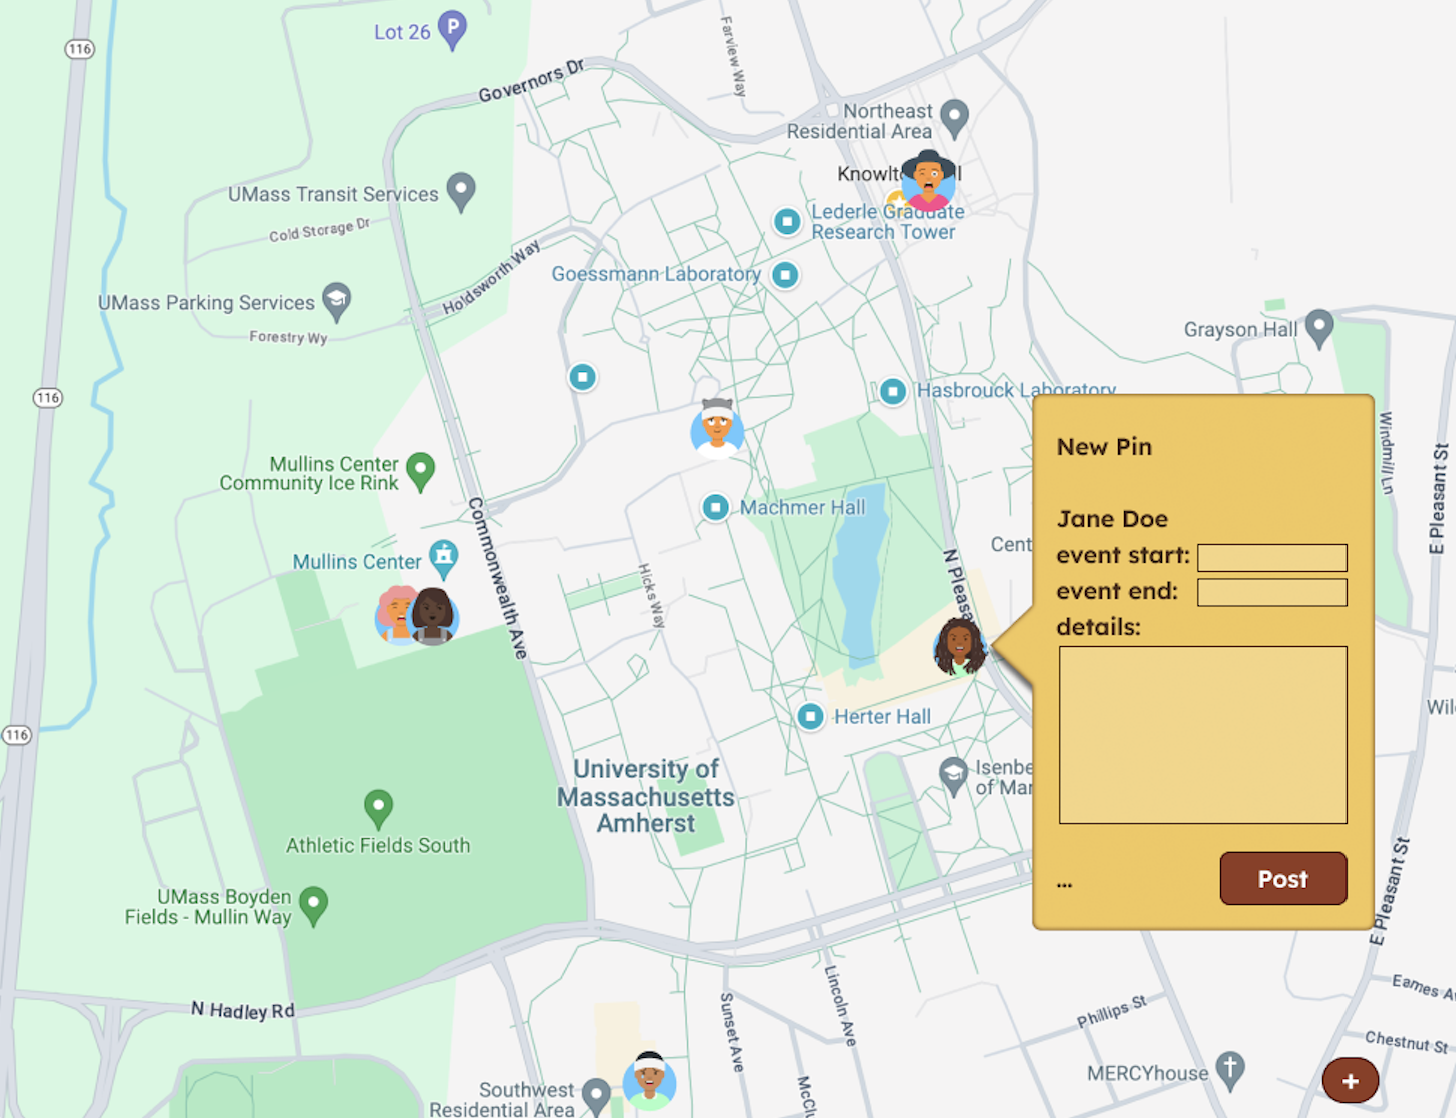 116
Lot 26
P
Governors Dr
Farview Way
Northeast
Residential Area
UMass Transit Services
Cold Storage Dr
Lederle Graduate
Research Tower
Holdsworth Way
Goessmann Laboratory
UMass Parking Services
Forestry Wy
Grayson Hall
116
Hasbrouck Laboratory
Windmill Ln
E Pleasant St
Mullins Center
Community Ice Rink
Commonwealth Ave
Machmer Hall
Mullins Center
Hicks Way
N Pleasa
Cent
New Pin
Jane Doe
event start:
event end:
details:
...
Post
116
Herter Hall
Wil
University of
Massachusetts
Amherst
Isenbe
of Mar
Athletic Fields South
UMass Boyden
Fields - Mullin Way
E Pleasant St
N Hadley Rd
Sunset Ave
Lincoln Ave
Phillips St
Eames A
Chestnut St
MERCYhouse
+
Southwest
Residential Area
McClu